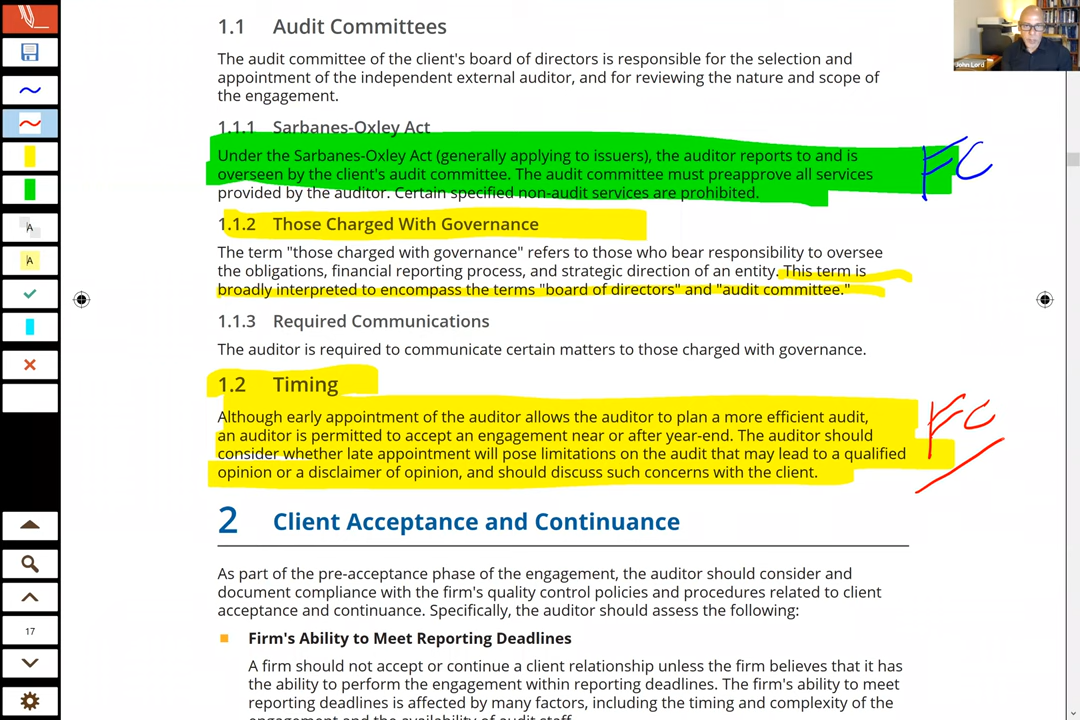 1.1 Audit Committees
John Lord
The audit committee of the client's board of directors is responsible for the selection and
appointment of the independent external auditor, and for reviewing the nature and scope of
the engagement.
1.1.1 Sarbanes-Oxley Act
Under the Sarbanes-Oxley Act (generally applying to issuers), the auditor reports to and is
overseen by the client's audit committee. The audit committee must preapprove all services
provided by the auditor. Certain specified non-audit services are prohibited.
FC
1.1.2 Those Charged With Governance
A
The term "those charged with governance" refers to those who bear responsibility to oversee
the obligations, financial reporting process, and strategic direction of an entity. This term is
broadly interpreted to encompass the terms "board of directors" and "audit committee."
A
1.1.3 Required Communications
The auditor is required to communicate certain matters to those charged with governance.
1.2 Timing
Although early appointment of the auditor allows the auditor to plan a more efficient audit,
an auditor is permitted to accept an engagement near or after year-end. The auditor should
consider whether late appointment will pose limitations on the audit that may lead to a qualified
opinion or a disclaimer of opinion, and should discuss such concerns with the client.
FC
2 Client Acceptance and Continuance
As part of the pre-acceptance phase of the engagement, the auditor should consider and
document compliance with the firm's quality control policies and procedures related to client
acceptance and continuance. Specifically, the auditor should assess the following:
17
Firm's Ability to Meet Reporting Deadlines
A firm should not accept or continue a client relationship unless the firm believes that it has
the ability to perform the engagement within reporting deadlines. The firm's ability to meet
reporting deadlines is affected by many factors, including the timing and complexity of the
engagement and the availability of audit staff.